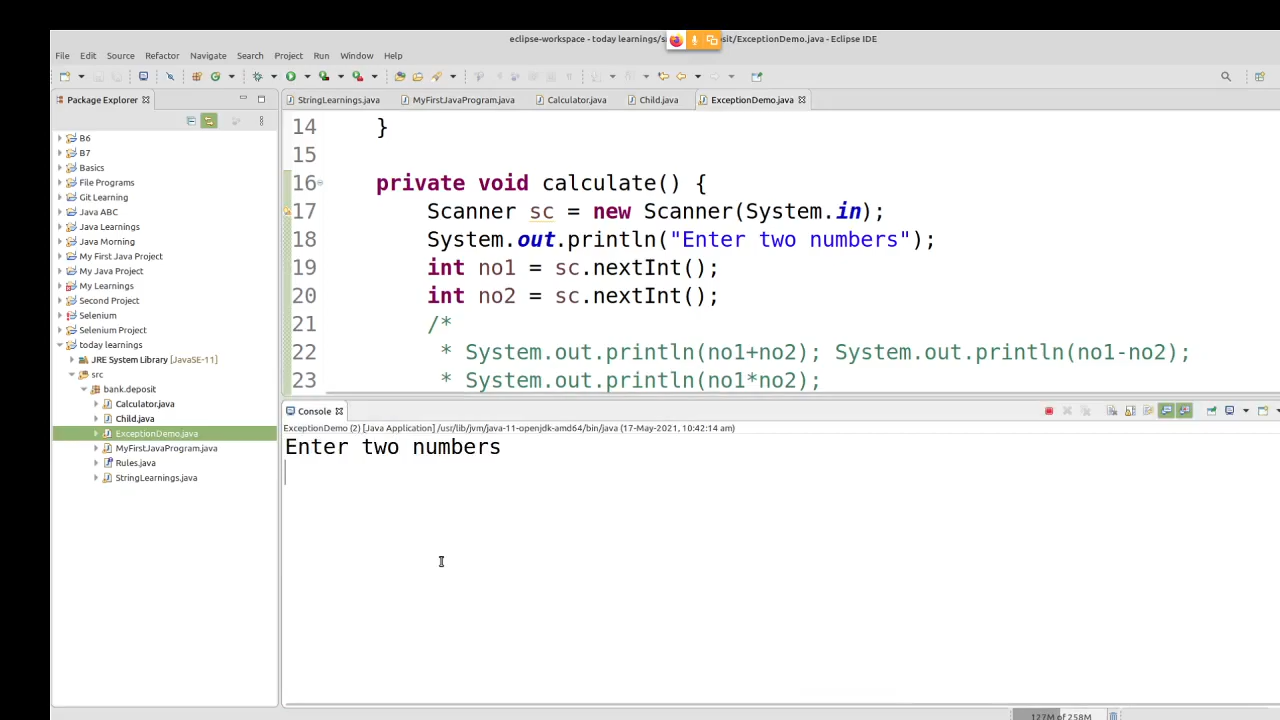 eclipse-workspace - today learnings/s sit/ExceptionDemo.java - Eclipse IDE
File Edit Source Refactor Navigate Search Project Run Window Help
Package Explorer
StringLearnings.java MyFirstJavaProgram.java Calculator.java Child.java ExceptionDemo.java
B6
B7
Basics
File Programs
Git Learning
Java ABC
Java Learnings
Java Morning
My First Java Project
My Java Project
My Learnings
Second Project
Selenium
Selenium Project
today learnings
JRE System Library [JavaSE-11]
src
bank.deposit
Calculator.java
Child.java
ExceptionDemo.java
MyFirstJavaProgram.java
Rules.java
StringLearnings.java
14 }
15
16 private void calculate() {
17 Scanner sc = new Scanner(System.in);
18 System.out.println("Enter two numbers");
19 int no1 = sc.nextInt();
20 int no2 = sc.nextInt();
21 /*
22 * System.out.println(no1+no2); System.out.println(no1-no2);
23 * System.out.println(no1*no2);
Console
ExceptionDemo (2) [Java Application] /usr/lib/jvm/java-11-openjdk-amd64/bin/java (17-May-2021, 10:42:14 am)
Enter two numbers
127M of 258M